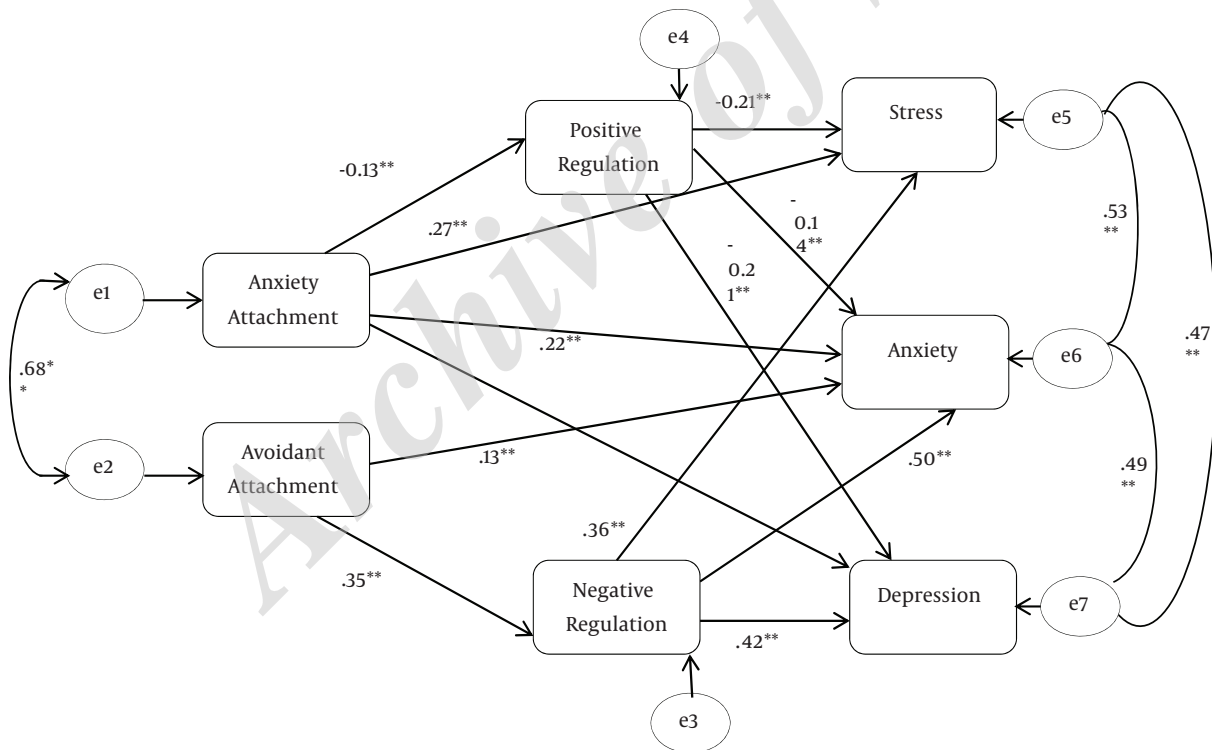 Archive of
e4
-0.21**
Stress
e5
Positive
Regulation
-0.13**
.27**
-
0.1
4**
.53
**
-
0.2
1**
e1
Anxiety
Attachment
.22**
Anxiety
e6
.47
**
.68*
*
e2
Avoidant
Attachment
.13**
.50**
.49
**
.36**
.35**
Negative
Regulation
.42**
Depression
e7
e3